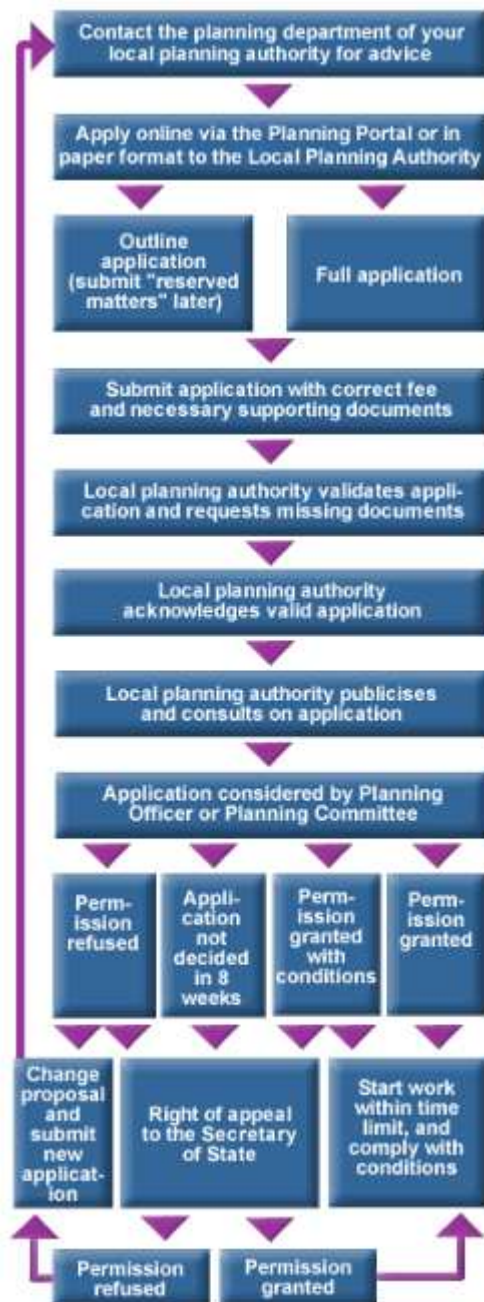 Contact the planning department of your
local planning authority for advice
Apply online via the Planning Portal or in
paper format to the Local Planning Authority
Outline
application
(submit "reserved
matters" later)
Full application
Submit application with correct fee
and necessary supporting documents
Local planning authority validates appli-
cation and requests missing documents
Local planning authority
acknowledges valid application
Local planning authority publicises
and consults on application
Application considered by Planning
Officer or Planning Committee
Perm-
ission
refused
Appli-
cation
not
decided
in 8
weeks
Perm-
ission
granted
with
conditions
Perm-
ission
granted
Change
proposal
and
submit
new
applicat-
ion
Right of appeal
to the Secretary
of State
Start work
within time
limit, and
comply with
conditions
Permission
refused
Permission
granted